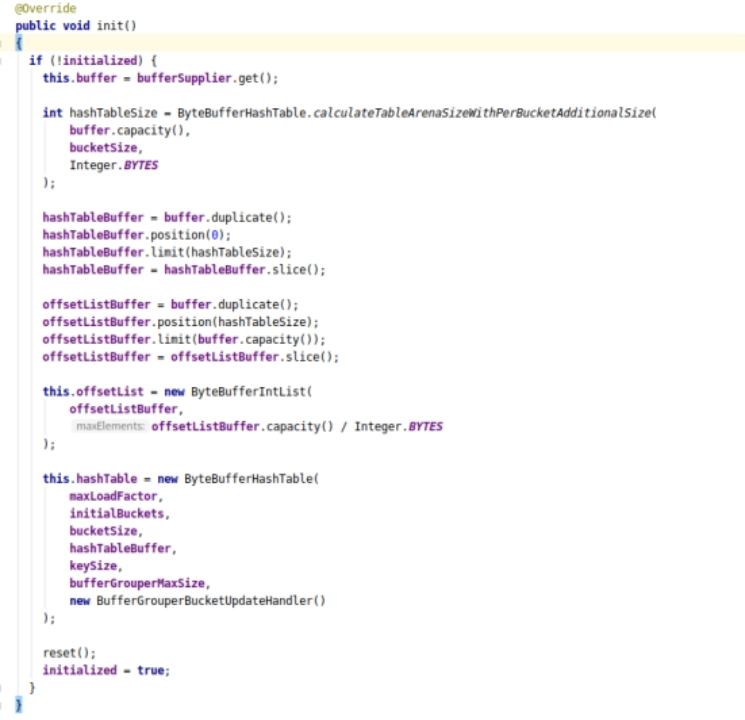 @Override
public void init()
{
  if (!initialized) {
    this.buffer = bufferSupplier.get();

    int hashTableSize = ByteBufferHashTable.calculateTableArenaSizeWithPerBucketAdditionalSize(
        buffer.capacity(),
        bucketSize,
        Integer.BYTES
    );

    hashTableBuffer = buffer.duplicate();
    hashTableBuffer.position(0);
    hashTableBuffer.limit(hashTableSize);
    hashTableBuffer = hashTableBuffer.slice();

    offsetListBuffer = buffer.duplicate();
    offsetListBuffer.position(hashTableSize);
    offsetListBuffer.limit(buffer.capacity());
    offsetListBuffer = offsetListBuffer.slice();

    this.offsetList = new ByteBufferIntList(
        offsetListBuffer,
        maxElements: offsetListBuffer.capacity() / Integer.BYTES
    );

    this.hashTable = new ByteBufferHashTable(
        maxLoadFactor,
        initialBuckets,
        bucketSize,
        hashTableBuffer,
        keySize,
        bufferGrouperMaxSize,
        new BufferGrouperBucketUpdateHandler()
    );

    reset();
    initialized = true;
  }
}